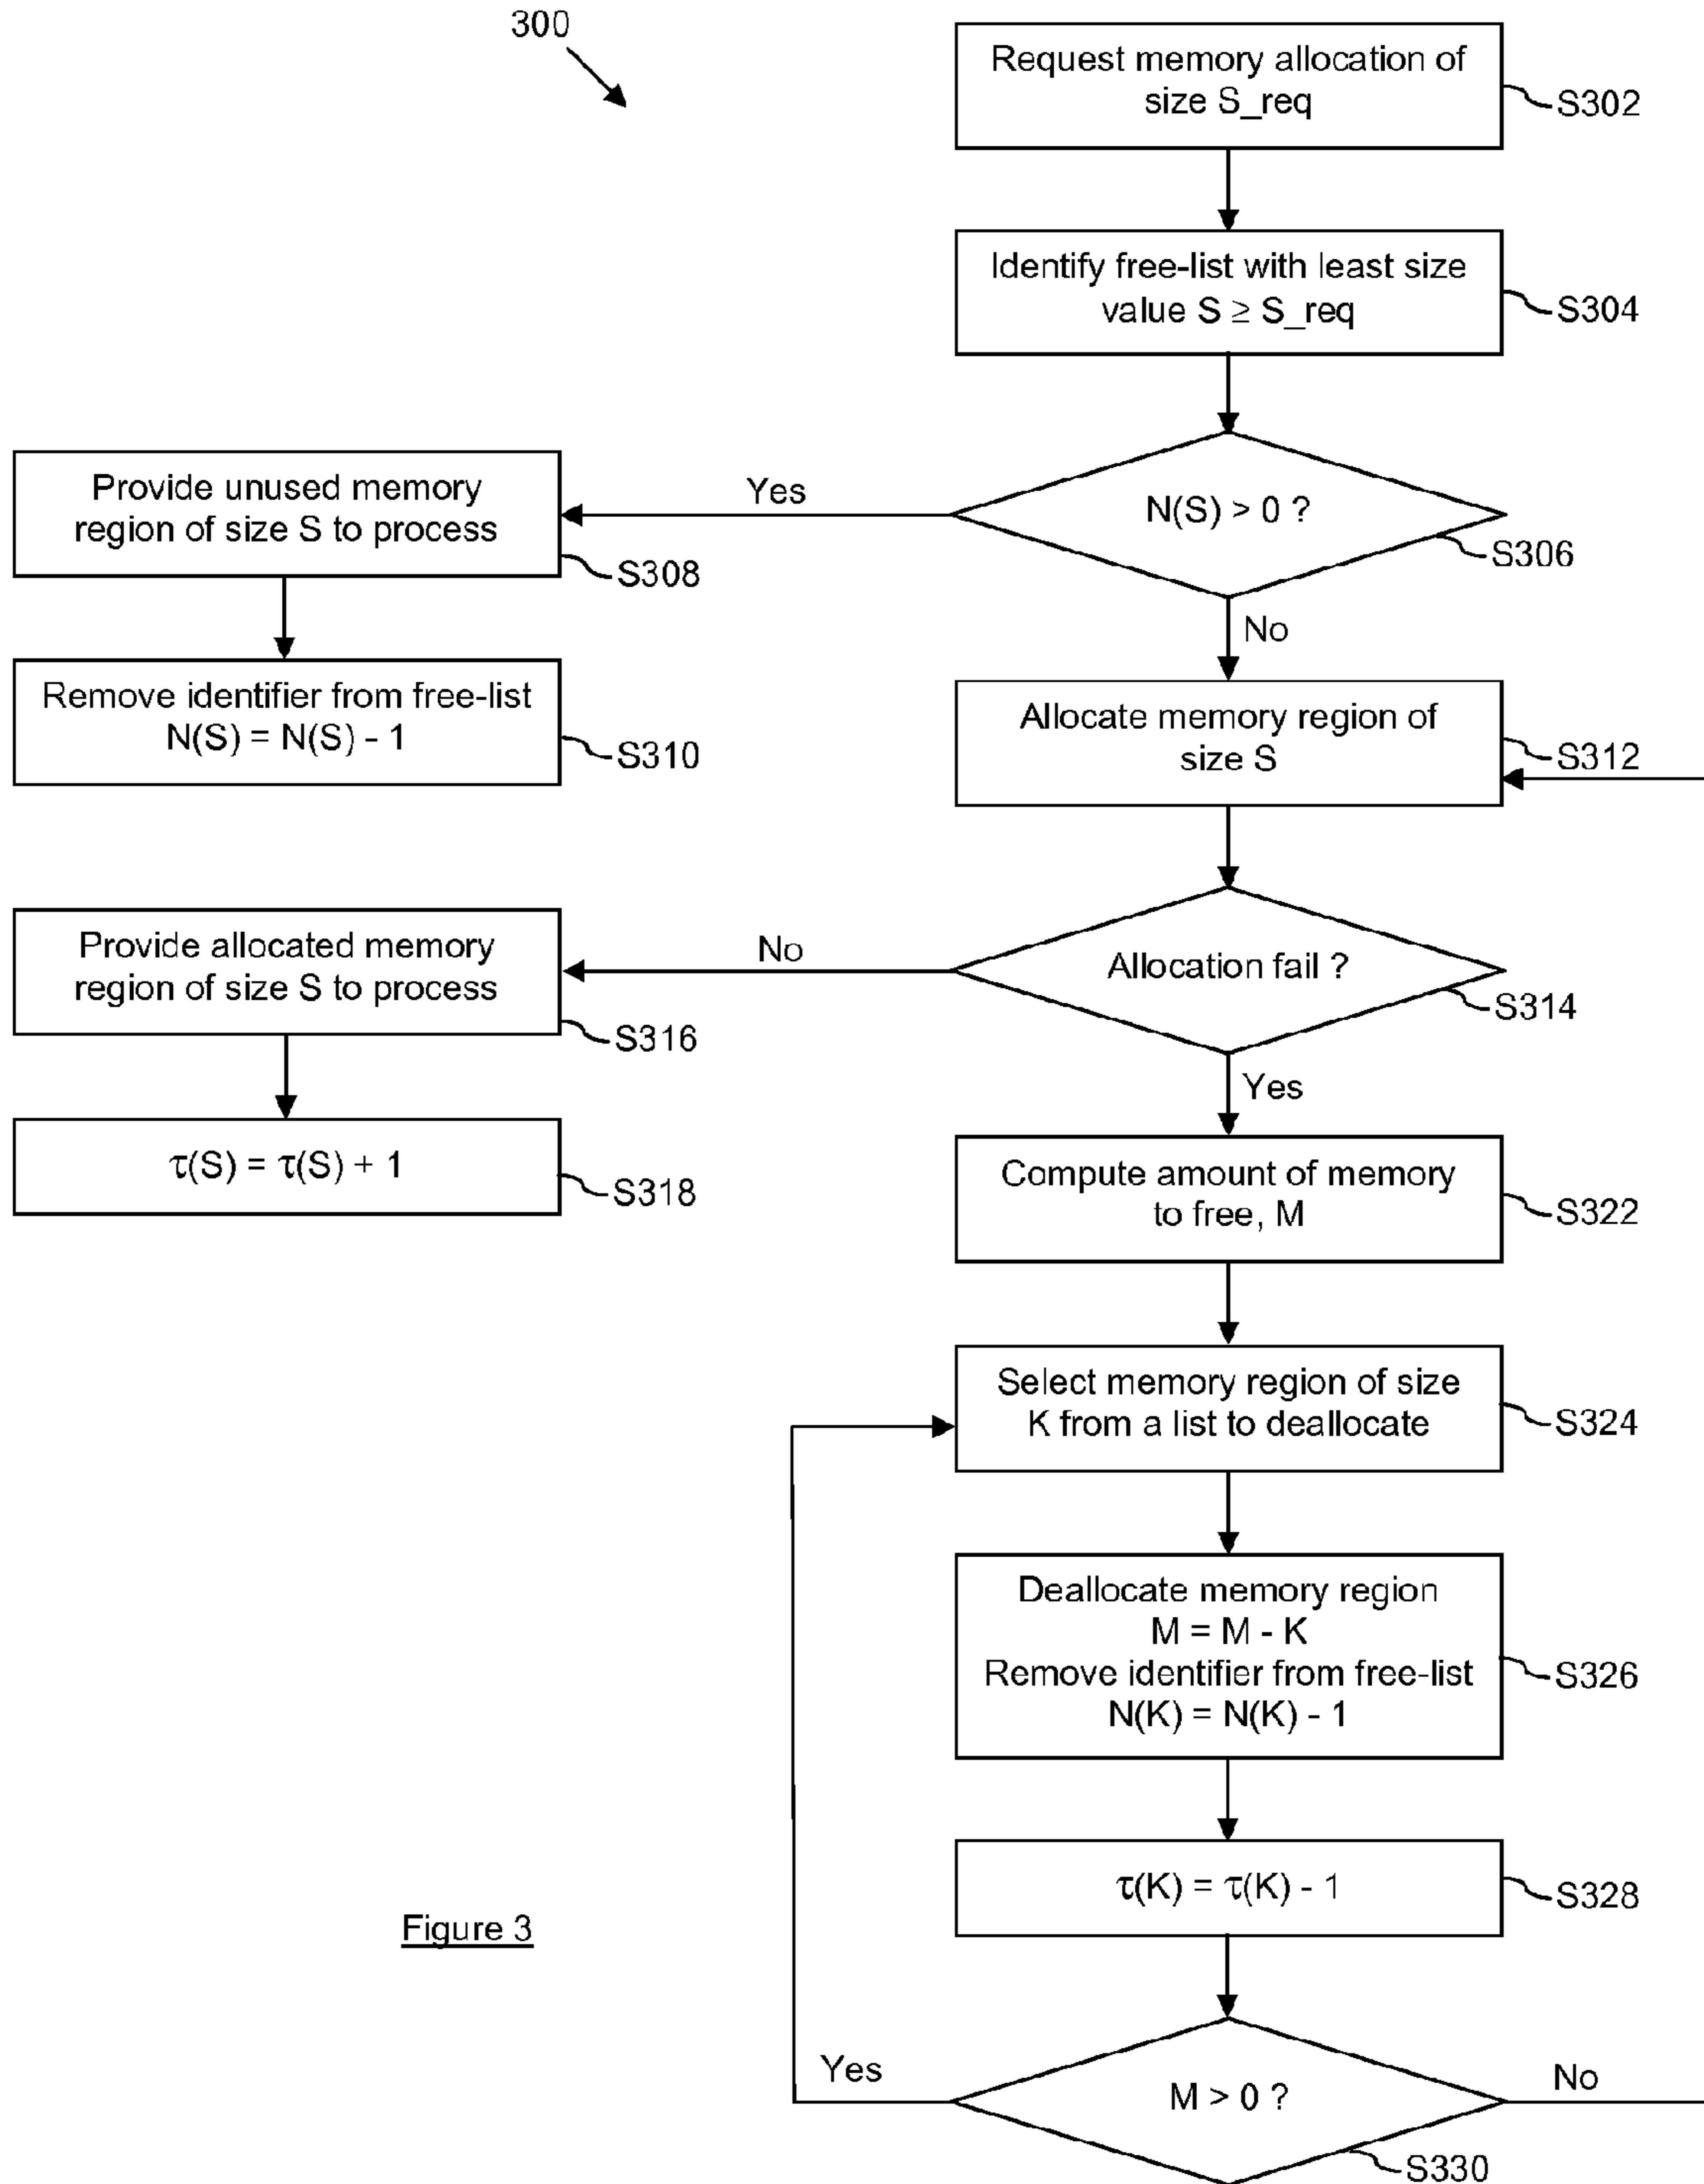 300
Request memory allocation of
size S_req
S302
Identify free-list with least size
value S ≥ S_req
S304
N(S) > 0 ?
S306
Yes
No
Provide unused memory
region of size S to process
S308
Remove identifier from free-list
N(S) = N(S) - 1
S310
Allocate memory region of
size S
S312
Allocation fail ?
S314
No
Yes
Provide allocated memory
region of size S to process
S316
τ(S) = τ(S) + 1
S318
Compute amount of memory
to free, M
S322
Select memory region of size
K from a list to deallocate
S324
Deallocate memory region
M = M - K
Remove identifier from free-list
N(K) = N(K) - 1
S326
τ(K) = τ(K) - 1
S328
M > 0 ?
S330
Yes
No
Figure 3